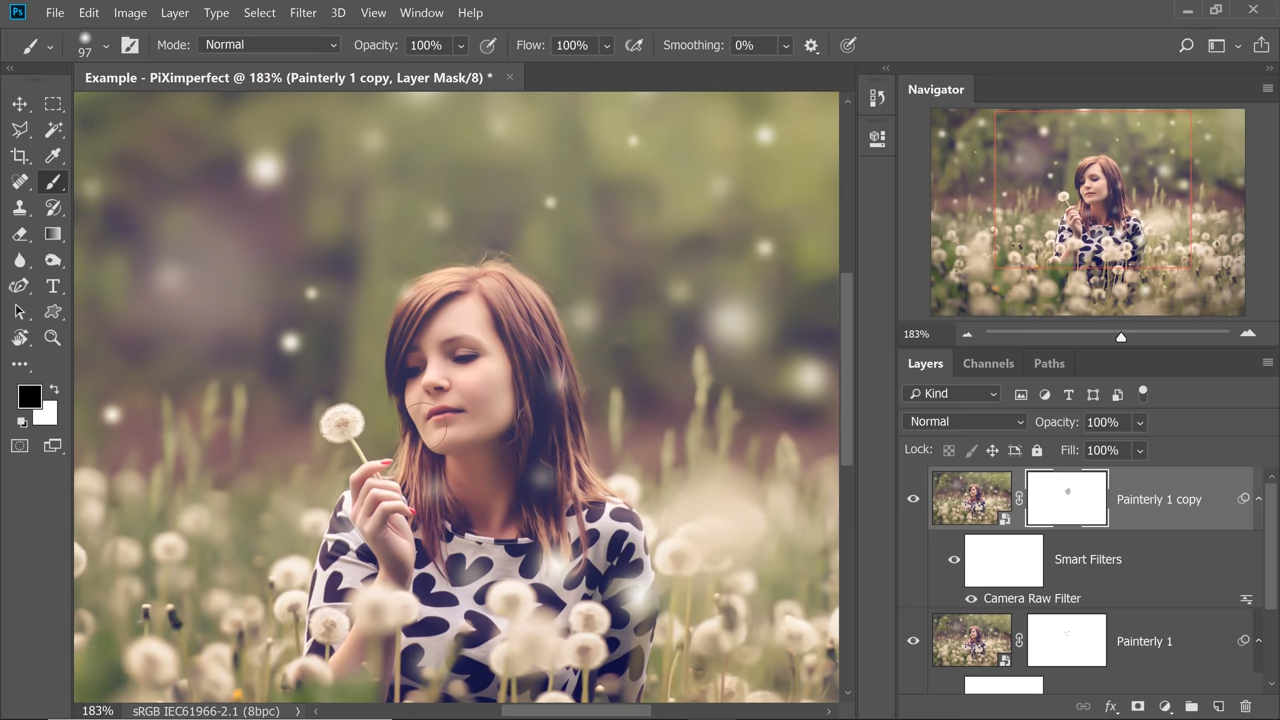 Ps File Edit Image Layer Type Select Filter 3D View Window Help
97 Mode: Normal Opacity: 100% Flow: 100% Smoothing: 0%
Example - PiXimperfect @ 183% (Painterly 1 copy, Layer Mask/8) *
Navigator
183%
Layers Channels Paths
Kind
Normal Opacity: 100%
Lock: Fill: 100%
Painterly 1 copy
Smart Filters
Camera Raw Filter
Painterly 1
fx
183% sRGB IEC61966-2.1 (8bpc)